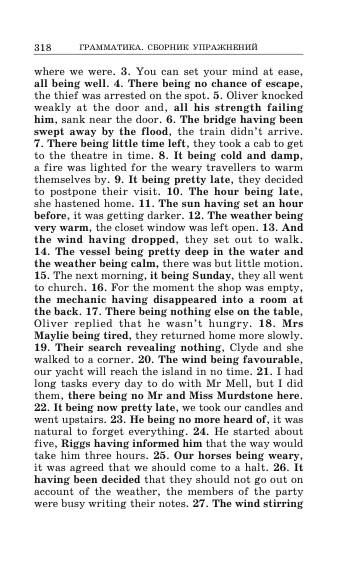 318 ГРАММАТИКА. СБОРНИК УПРАЖНЕНИЙ
where we were. 3. You can set your mind at ease,
all being well. 4. There being no chance of escape,
the thief was arrested on the spot. 5. Oliver knocked
weakly at the door and, all his strength failing
him, sank near the door. 6. The bridge having been
swept away by the flood, the train didn't arrive.
7. There being little time left, they took a cab to get
to the theatre in time. 8. It being cold and damp,
a fire was lighted for the weary travellers to warm
themselves by. 9. It being pretty late, they decided
to postpone their visit. 10. The hour being late,
she hastened home. 11. The sun having set an hour
before, it was getting darker. 12. The weather being
very warm, the closet window was left open. 13. And
the wind having dropped, they set out to walk.
14. The vessel being pretty deep in the water and
the weather being calm, there was but little motion.
15. The next morning, it being Sunday, they all went
to church. 16. For the moment the shop was empty,
the mechanic having disappeared into a room at
the back. 17. There being nothing else on the table,
Oliver replied that he wasn't hungry. 18. Mrs
Maylie being tired, they returned home more slowly.
19. Their search revealing nothing, Clyde and she
walked to a corner. 20. The wind being favourable,
our yacht will reach the island in no time. 21. I had
long tasks every day to do with Mr Mell, but I did
them, there being no Mr and Miss Murdstone here.
22. It being now pretty late, we took our candles and
went upstairs. 23. He being no more heard of, it was
natural to forget everything. 24. He started about
five, Riggs having informed him that the way would
take him three hours. 25. Our horses being weary,
it was agreed that we should come to a halt. 26. It
having been decided that they should not go out on
account of the weather, the members of the party
were busy writing their notes. 27. The wind stirring